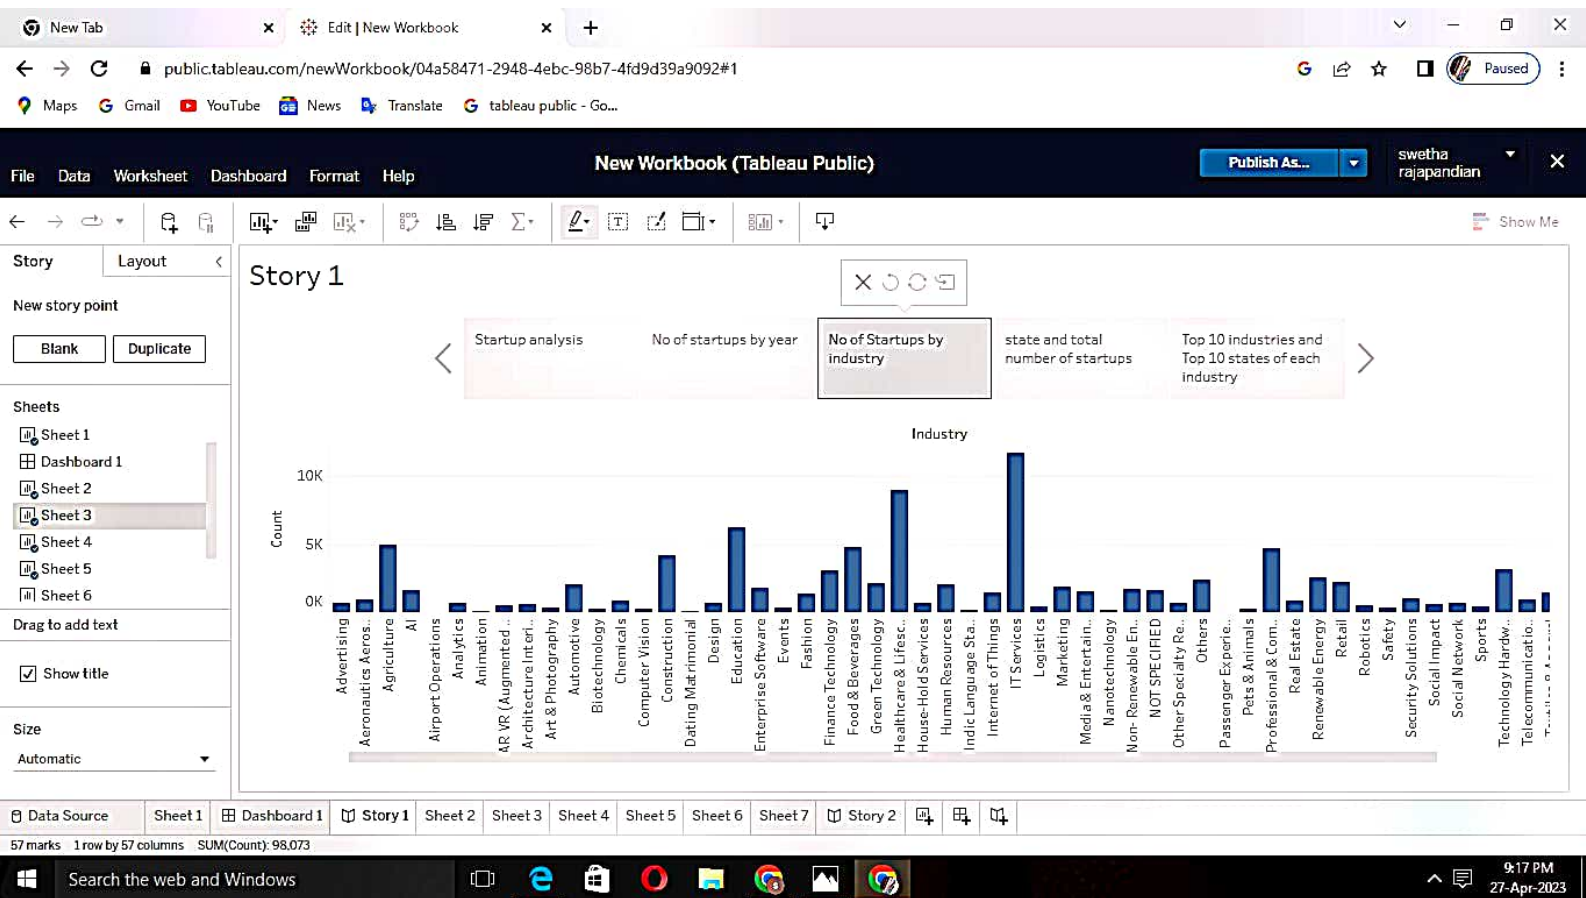 New Tab
Edit | New Workbook
public.tableau.com/newWorkbook/04a58471-2948-4ebc-98b7-4fd9d39a9092#1
Paused
Maps Gmail YouTube News Translate tableau public - Go...
New Workbook (Tableau Public)
Publish As...
swetha
rajapandian
File Data Worksheet Dashboard Format Help
Show Me
Story Layout
New story point
Blank Duplicate
Sheets
Sheet 1
Dashboard 1
Sheet 2
Sheet 3
Sheet 4
Sheet 5
Sheet 6
Drag to add text
Show title
Size
Automatic
Story 1
Startup analysis
No of startups by year
No of Startups by
industry
state and total
number of startups
Top 10 industries and
Top 10 states of each
industry
Industry
Count
10K
5K
0K
Advertising
Aeronautics Aeros..
Agriculture
AI
Airport Operations
Analytics
Animation
AR VR (Augmented ..
Architecture Interi..
Art & Photography
Automotive
Biotechnology
Chemicals
Computer Vision
Construction
Dating Matrimonial
Design
Education
Enterprise Software
Events
Fashion
Finance Technology
Food & Beverages
Green Technology
Healthcare & Lifesc..
House-Hold Services
Human Resources
Indic Language Sta..
Internet of Things
IT Services
Logistics
Marketing
Media & Entertain..
Nanotechnology
Non- Renewable En..
NOT SPECIFIED
Other Specialty Re..
Others
Passenger Experie..
Pets & Animals
Professional & Com..
Real Estate
Renewable Energy
Retail
Robotics
Safety
Security Solutions
Social Impact
Social Network
Sports
Technology Hardw..
Telecommunicatio..
Data Source Sheet 1 Dashboard 1 Story 1 Sheet 2 Sheet 3 Sheet 4 Sheet 5 Sheet 6 Sheet 7 Story 2
57 marks 1 row by 57 columns SUM(Count): 98,073
Search the web and Windows
9:17 PM
27-Apr-2023